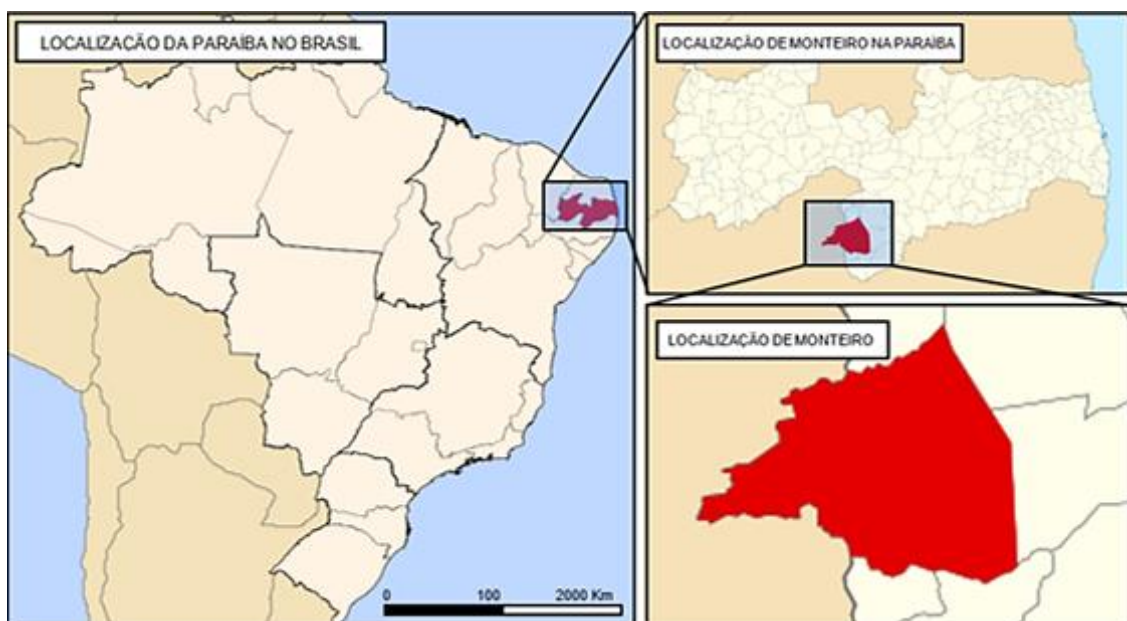 LOCALIZAÇÃO DA PARAÍBA NO BRASIL
LOCALIZAÇÃO DE MONTEIRO NA PARAÍBA
LOCALIZAÇÃO DE MONTEIRO
0 100 2000 Km